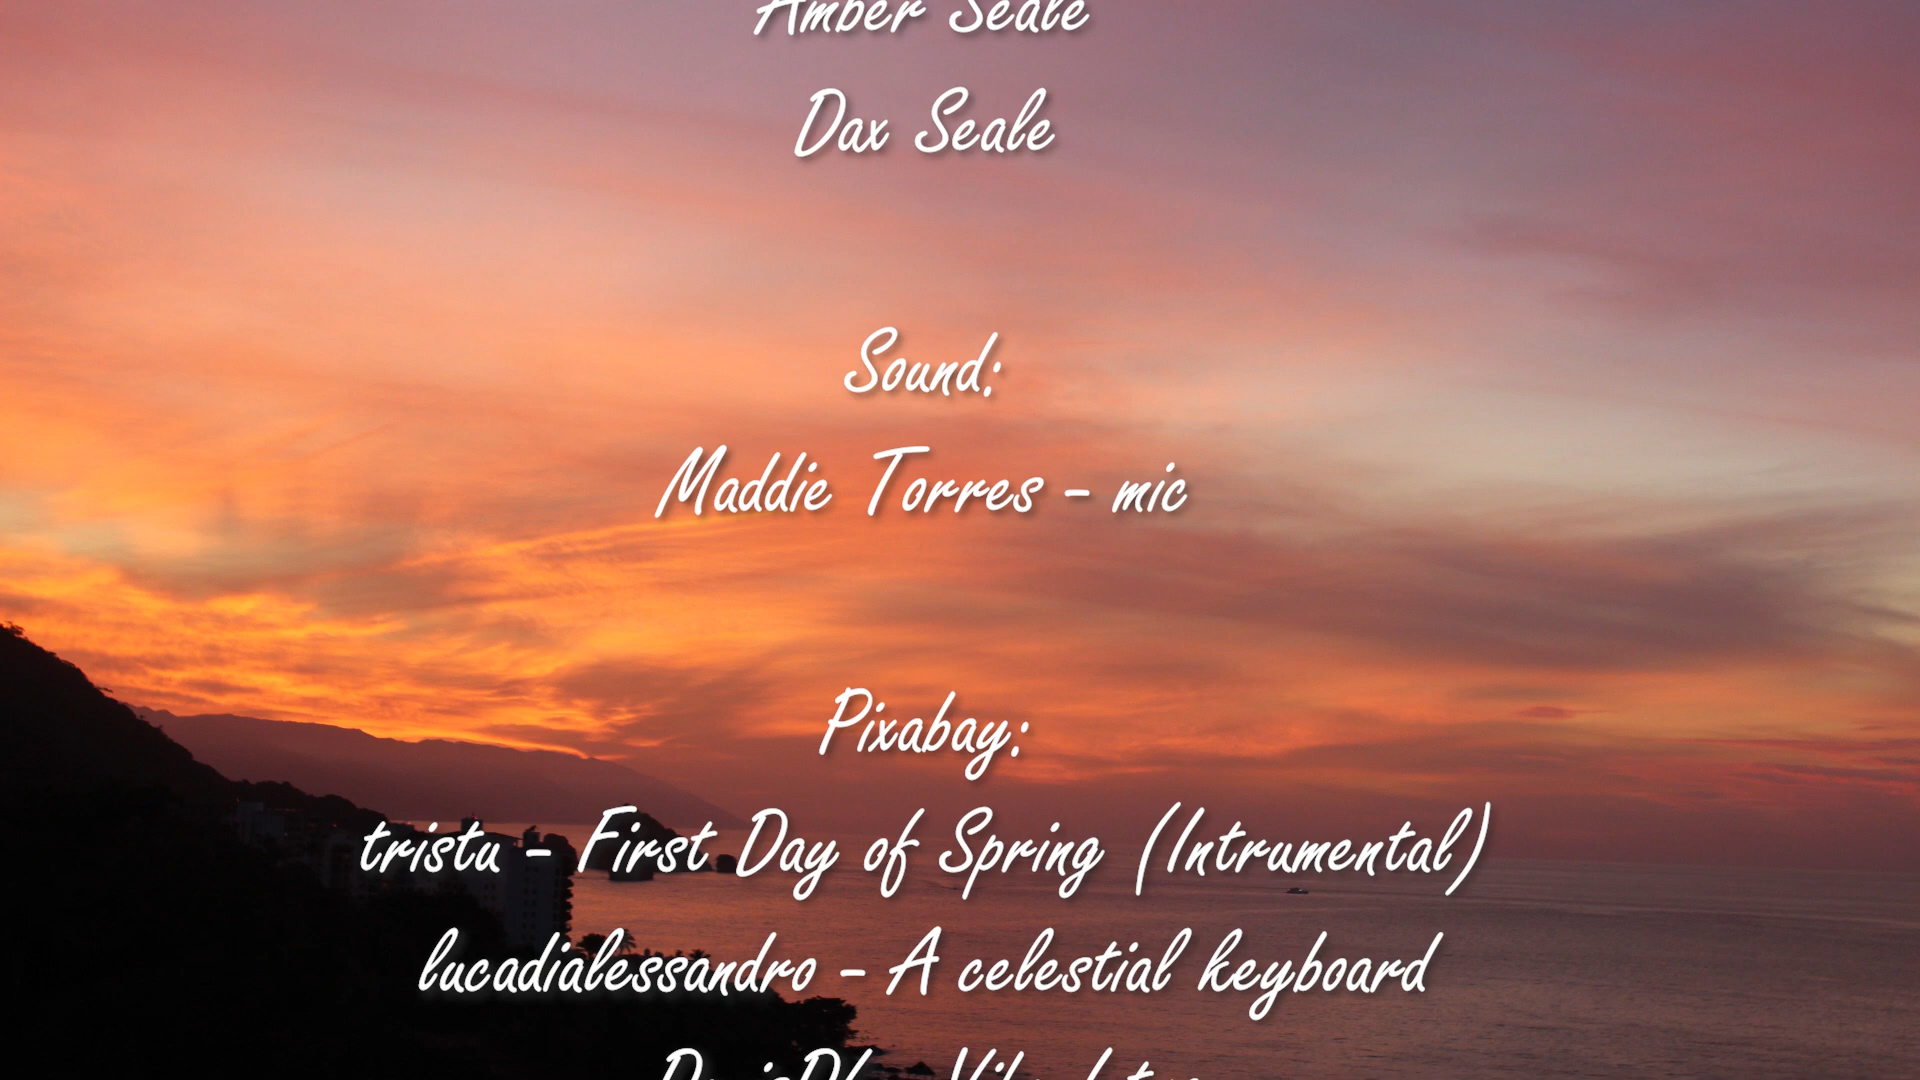 Amber Seale
Dax Seale
Sound:
Maddie Torres - mic
Pixabay:
tristu - First Day of Spring (Intrumental)
lucadialessandro - A celestial keyboard